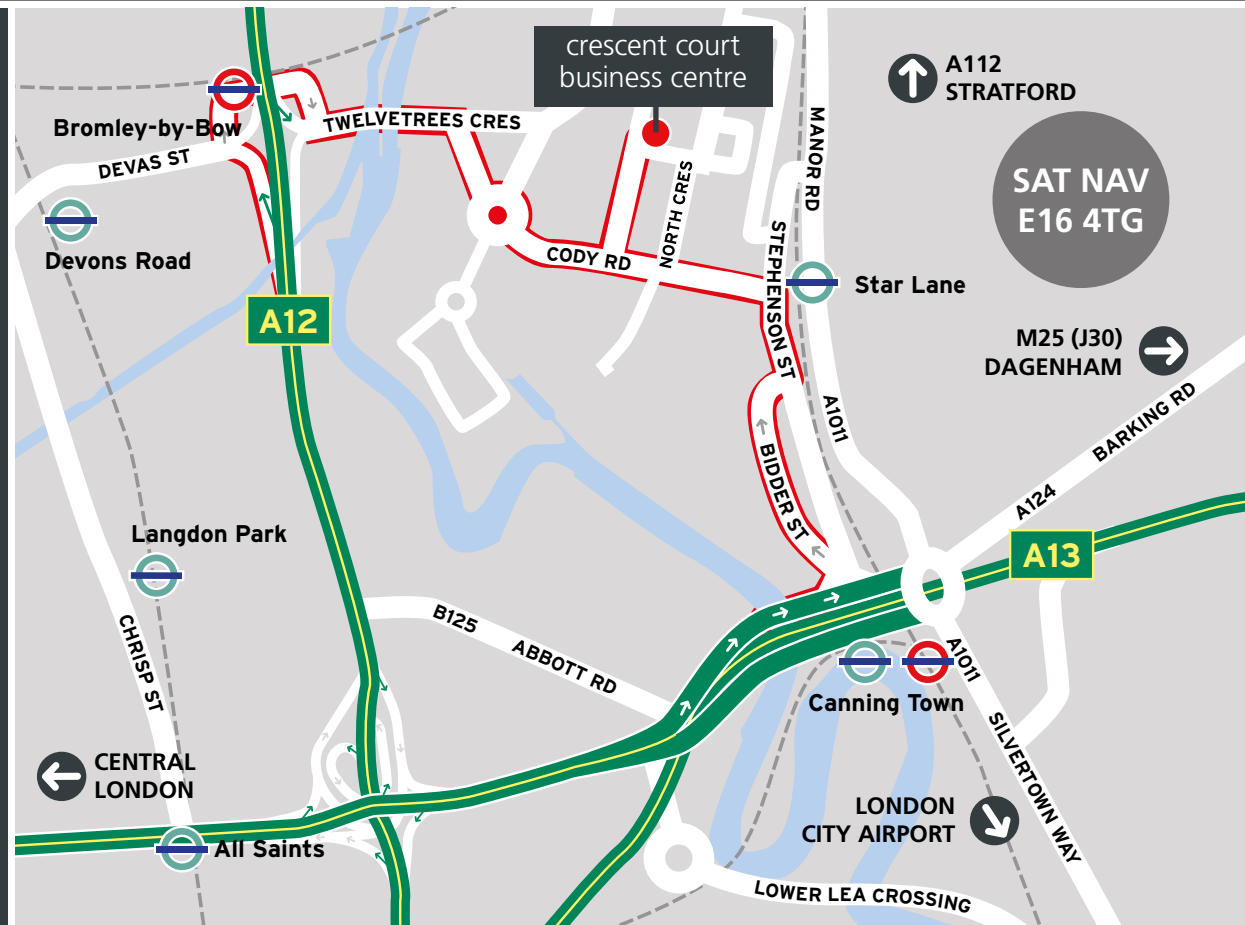 crescent court
business centre
A112
STRATFORD
Bromley-by-Bow
TWELVETREES CRES
MANOR RD
DEVAS ST
NORTH CRES
SAT NAV
E16 4TG
Devons Road
CODY RD
STEPHENSON ST
Star Lane
A12
M25 (J30)
DAGENHAM
A1011
BARKING RD
BIDDER ST
A124
Langdon Park
A13
B125
ABBOTT RD
CHRISP ST
A1011
Canning Town
SILVERTOWN WAY
CENTRAL
LONDON
LONDON
CITY AIRPORT
All Saints
LOWER LEA CROSSING